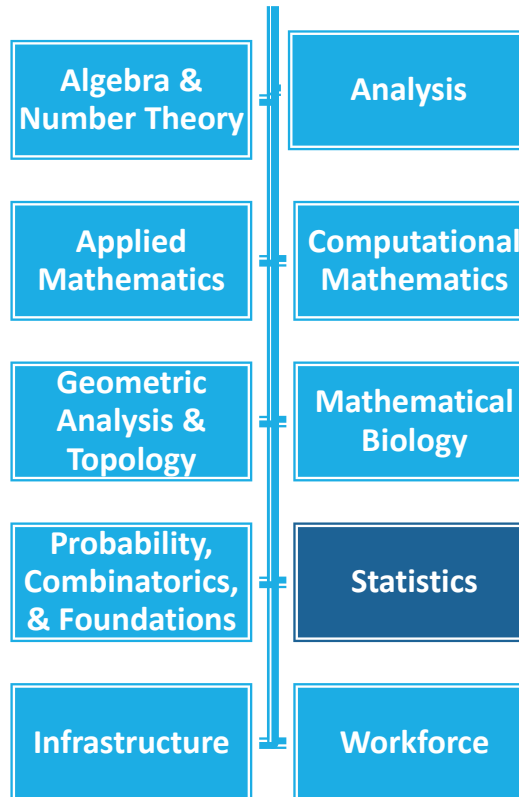 Algebra &
Number Theory
Analysis
Applied
Mathematics
Computational
Mathematics
Geometric
Analysis &
Topology
Mathematical
Biology
Probability,
Combinatorics,
& Foundations
Statistics
Infrastructure
Workforce